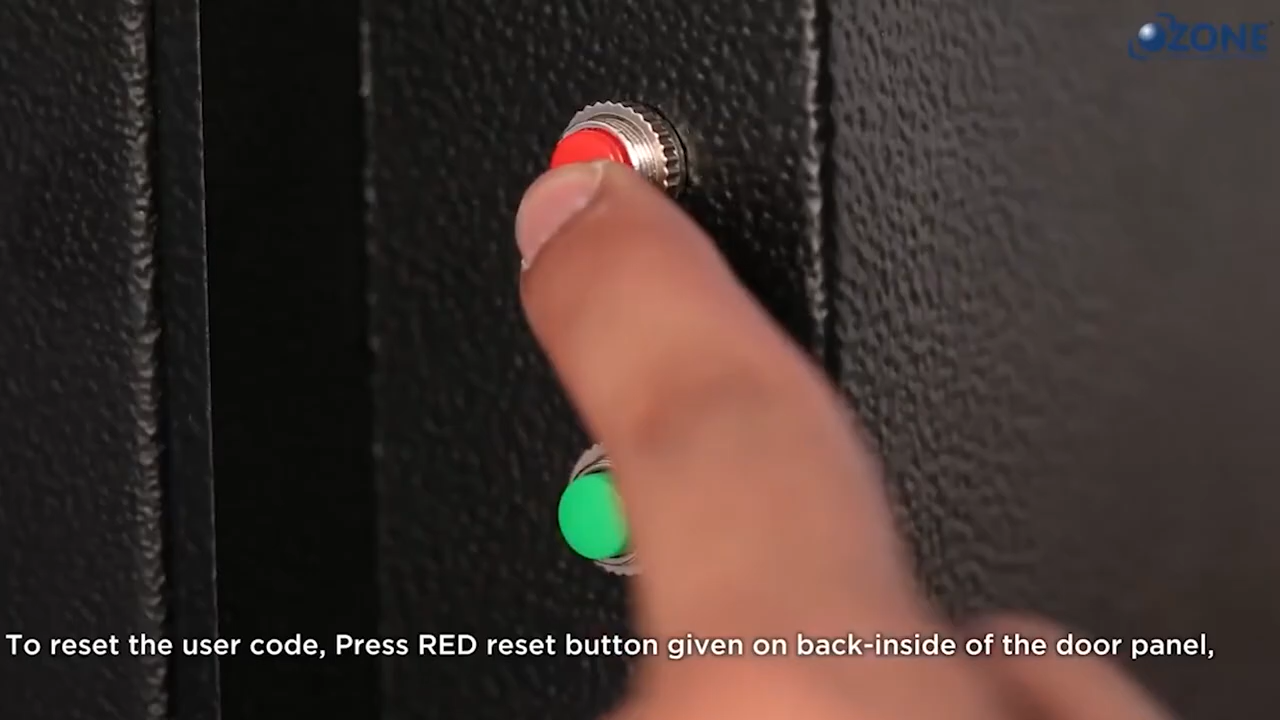 OZONE
To reset the user code, Press RED reset button given on back-inside of the door panel,